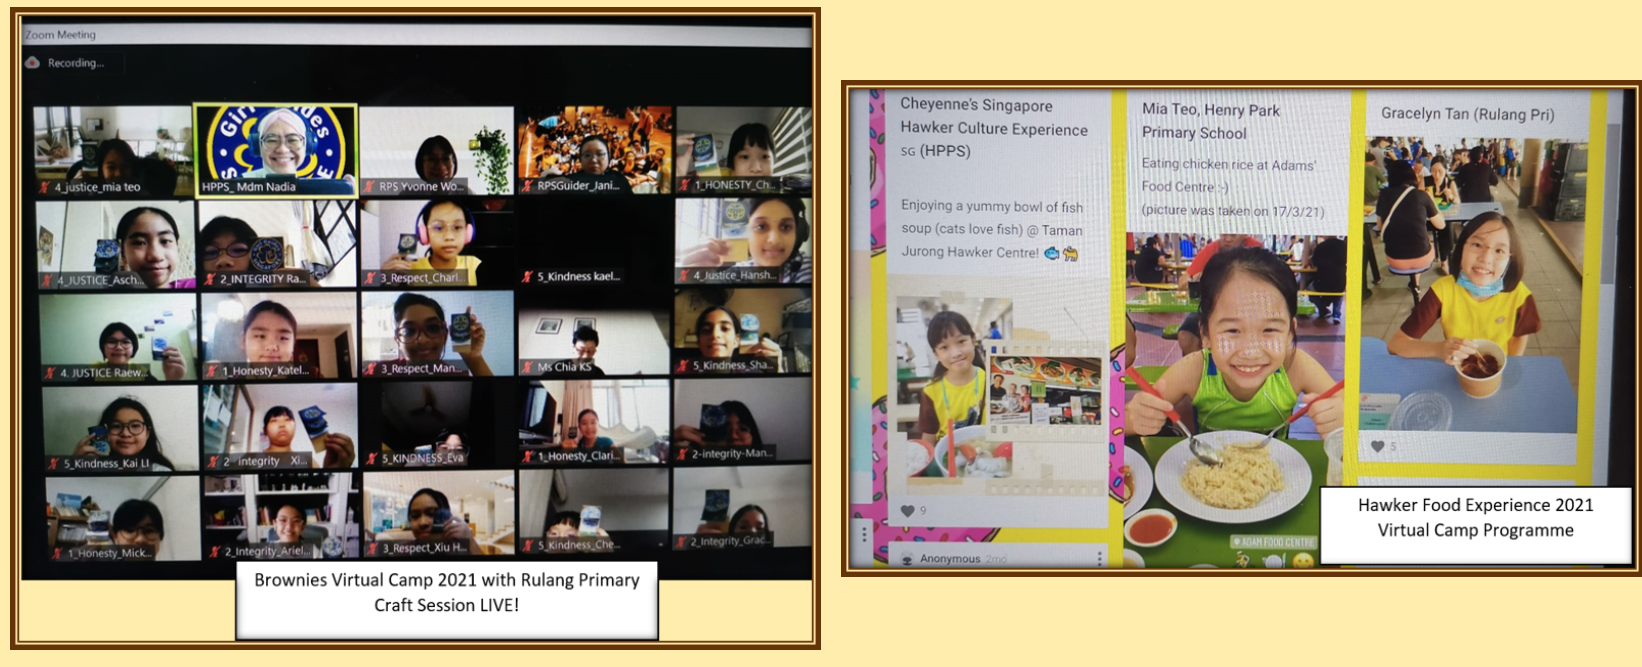 Zoom Meeting
Recording...
Girl Guides
4_justice_mia teo
HPPS_ Mdm Nadia
RPS Yvonne Wo...
RPSGuider_Jani...
1_HONESTY_Ch...
4_JUSTICE_Asch...
2_INTEGRITY Ra...
3_Respect_Charl...
5_Kindness kael...
4_Justice_Hansh...
4. JUSTICE Raew...
1_Honesty_Katel...
3_Respect_Man...
Ms Chia KS
5_Kindness_Sha...
5_Kindness_Kai LI
2_integrity_ Xi...
5_KINDNESS_Eva
1_Honesty_Clari...
2-integrity-Man...
1_Honesty_Mick...
2_Integrity_Ariel...
3_Respect_Xiu H...
5_Kindness_Che...
2_Integrity_Grac...
Brownies Virtual Camp 2021 with Rulang Primary
Craft Session LIVE!
Cheyenne's Singapore
Hawker Culture Experience
SG (HPPS)
Enjoying a yummy bowl of fish
soup (cats love fish) @ Taman
Jurong Hawker Centre! 🐟 🐈
9
Anonymous 2mo
Mia Teo, Henry Park
Primary School
Eating chicken rice at Adams'
Food Centre :-)
(picture was taken on 17/3/21)
ADAM FOOD CENTRE
Gracelyn Tan (Rulang Pri)
5
Hawker Food Experience 2021
Virtual Camp Programme